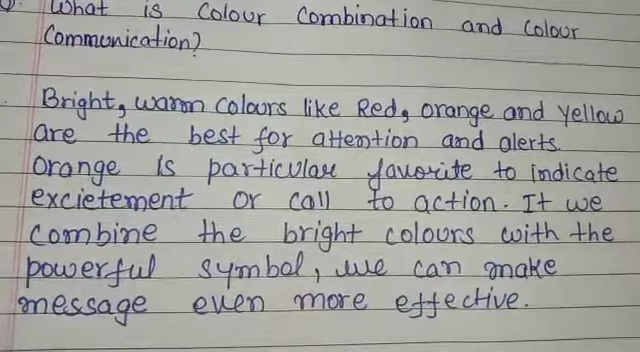 What is Colour Combination and Colour
Communication?
Bright, warm Colours like Red, orange and yellow
are the best for attention and alerts.
Orange is particular favorite to indicate
excietement or call to action. It we
combine the bright colours with the
powerful symbol, we can make
message even more effective.